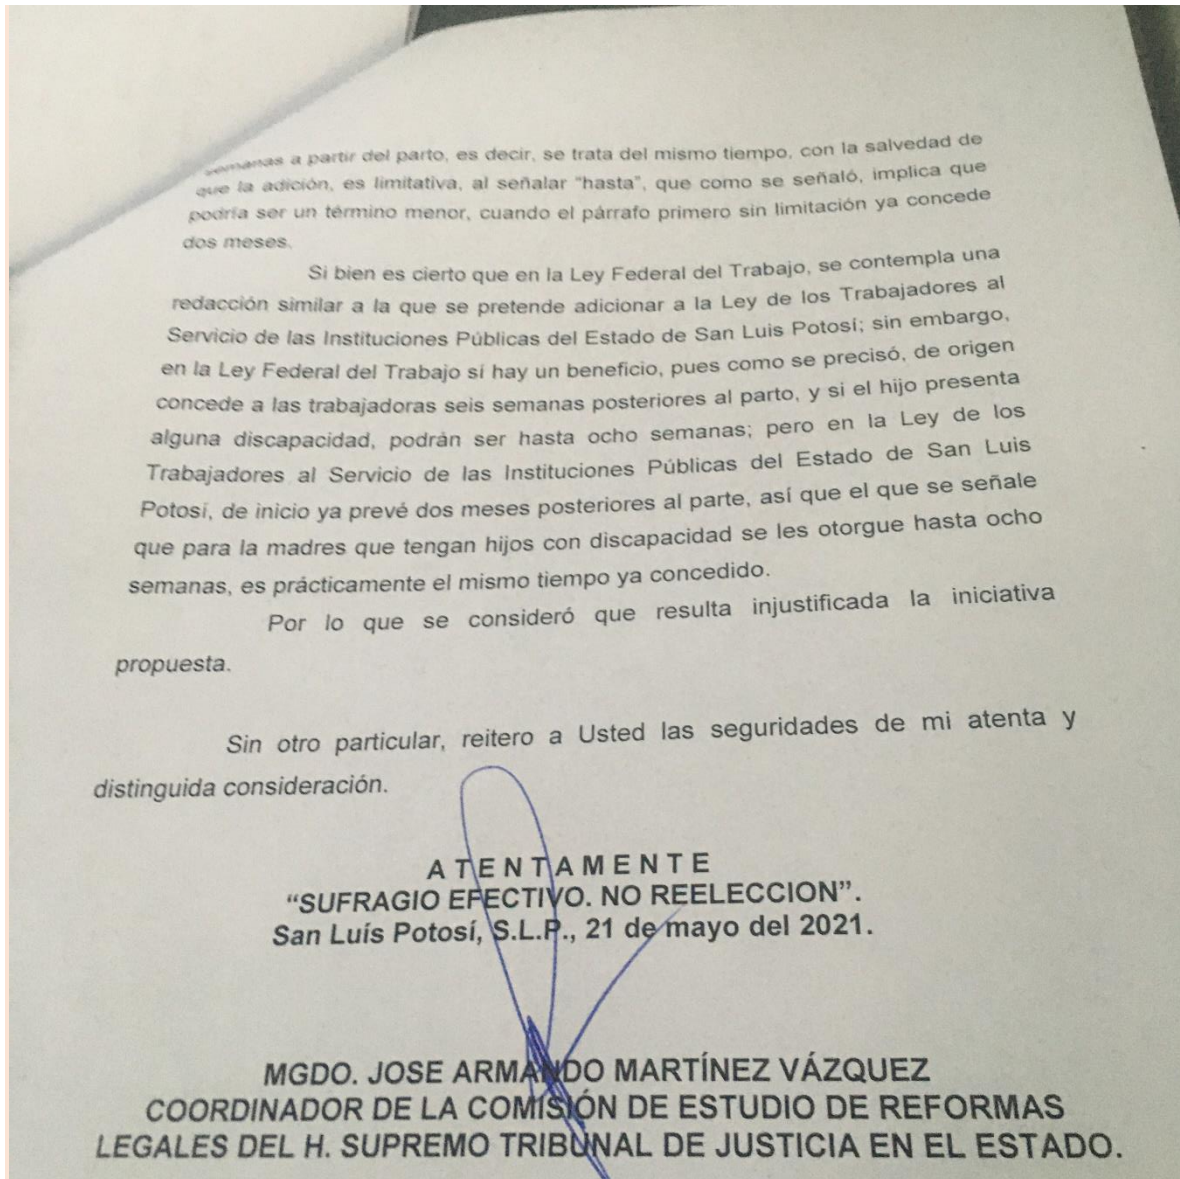 semanas a partir del parto, es decir, se trata del mismo tiempo, con la salvedad de
que la adición, es limitativa, al señalar "hasta", que como se señaló, implica que
podría ser un término menor, cuando el párrafo primero sin limitación ya concede
dos meses.
Si bien es cierto que en la Ley Federal del Trabajo, se contempla una
redacción similar a la que se pretende adicionar a la Ley de los Trabajadores al
Servicio de las Instituciones Públicas del Estado de San Luis Potosí; sin embargo,
en la Ley Federal del Trabajo sí hay un beneficio, pues como se precisó, de origen
concede a las trabajadoras seis semanas posteriores al parto, y si el hijo presenta
alguna discapacidad, podrán ser hasta ocho semanas; pero en la Ley de los
Trabajadores al Servicio de las Instituciones Públicas del Estado de San Luis
Potosí, de inicio ya prevé dos meses posteriores al parte, así que el que se señale
que para la madres que tengan hijos con discapacidad se les otorgue hasta ocho
semanas, es prácticamente el mismo tiempo ya concedido.
Por lo que se consideró que resulta injustificada la iniciativa
propuesta.
Sin otro particular, reitero a Usted las seguridades de mi atenta y
distinguida consideración.
A T E N T A M E N T E
"SUFRAGIO EFECTIVO. NO REELECCION".
San Luís Potosí, S.L.P., 21 de mayo del 2021.
MGDO. JOSE ARMANDO MARTÍNEZ VÁZQUEZ
COORDINADOR DE LA COMISIÓN DE ESTUDIO DE REFORMAS
LEGALES DEL H. SUPREMO TRIBUNAL DE JUSTICIA EN EL ESTADO.